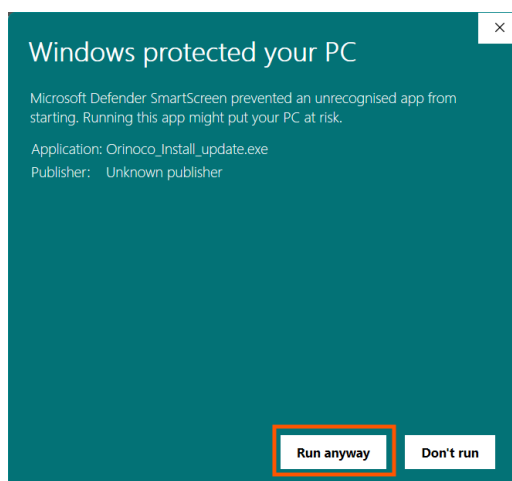 Windows protected your PC
Microsoft Defender SmartScreen prevented an unrecognised app from
starting. Running this app might put your PC at risk.
Application: Orinoco_Install_update.exe
Publisher: Unknown publisher
Run anyway
Don't run